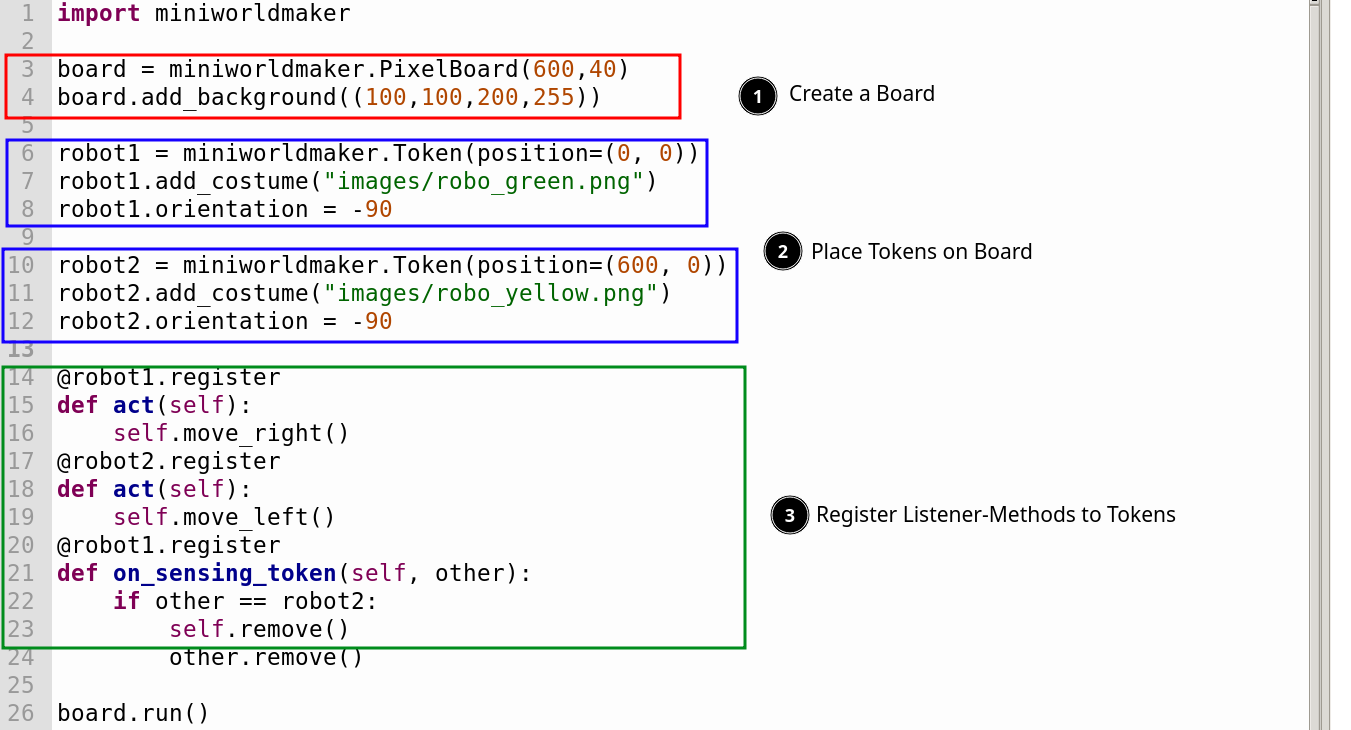 1 import miniworldmaker
2
3 board = miniworldmaker.PixelBoard(600,40)
4 board.add_background((100,100,200,255))
1 Create a Board
5
6 robot1 = miniworldmaker.Token(position=(0, 0))
7 robot1.add_costume("images/robo_green.png")
8 robot1.orientation = -90
9
2 Place Tokens on Board
10 robot2 = miniworldmaker.Token(position=(600, 0))
11 robot2.add_costume("images/robo_yellow.png")
12 robot2.orientation = -90
13
14 @robot1.register
15 def act(self):
16     self.move_right()
17 @robot2.register
18 def act(self):
19     self.move_left()
3 Register Listener-Methods to Tokens
20 @robot1.register
21 def on_sensing_token(self, other):
22     if other == robot2:
23         self.remove()
24         other.remove()
25
26 board.run()